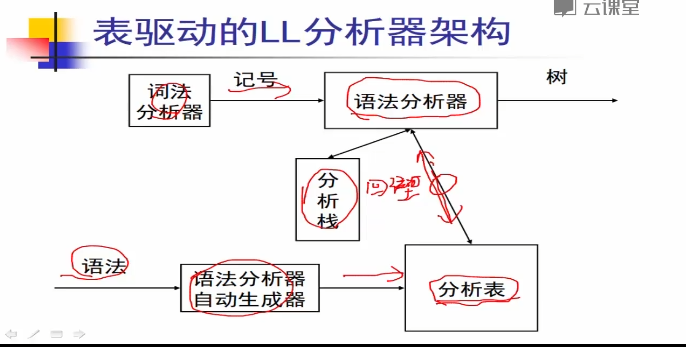 云课堂
表驱动的LL分析器架构
词法
分析器
记号
语法分析器
树
分
析
栈
回溯
语法
语法分析器
自动生成器
分析表